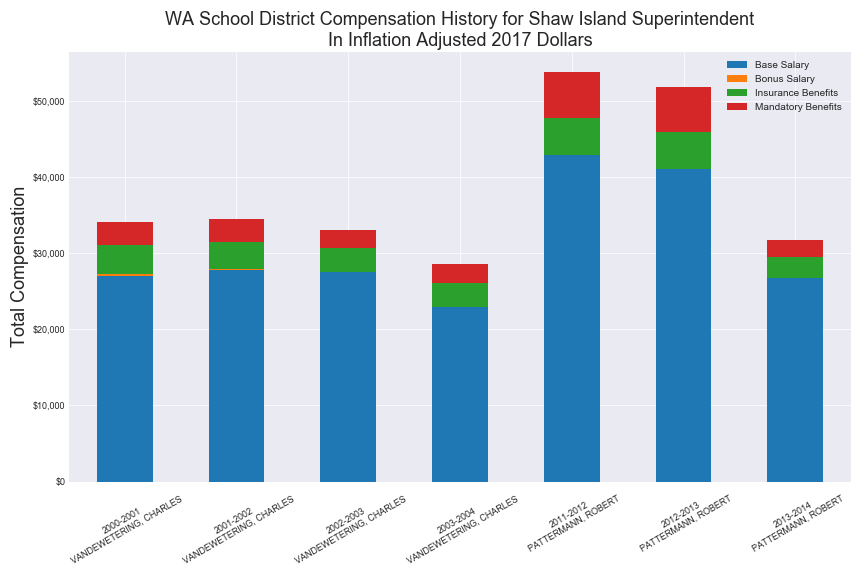 WA School District Compensation History for Shaw Island Superintendent
In Inflation Adjusted 2017 Dollars
Base Salary
Bonus Salary
Insurance Benefits
Mandatory Benefits
Total Compensation
$50,000
$40,000
$30,000
$20,000
$10,000
$0
2000-2001
VANDEWETERING, CHARLES
2001-2002
VANDEWETERING, CHARLES
2002-2003
VANDEWETERING, CHARLES
2003-2004
VANDEWETERING, CHARLES
2011-2012
PATTERMANN, ROBERT
2012-2013
PATTERMANN, ROBERT
2013-2014
PATTERMANN, ROBERT